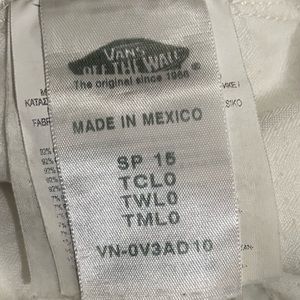 VANS
OFF THE WALL
The original since 1966®
MADE IN MEXICO
SP 15
TCL0
TWL0
TML0
VN-0V3AD10